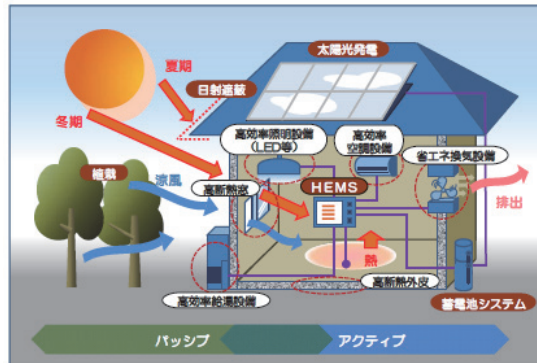 太陽光発電
夏期
日射遮蔽
冬期
高効率照明設備
(LED等)
高効率
空調設備
省エネ換気設備
植栽
涼風
高断熱窓
HEMS
排出
熱
高断熱外皮
高効率給湯設備
蓄電池システム
パッシブ
アクティブ